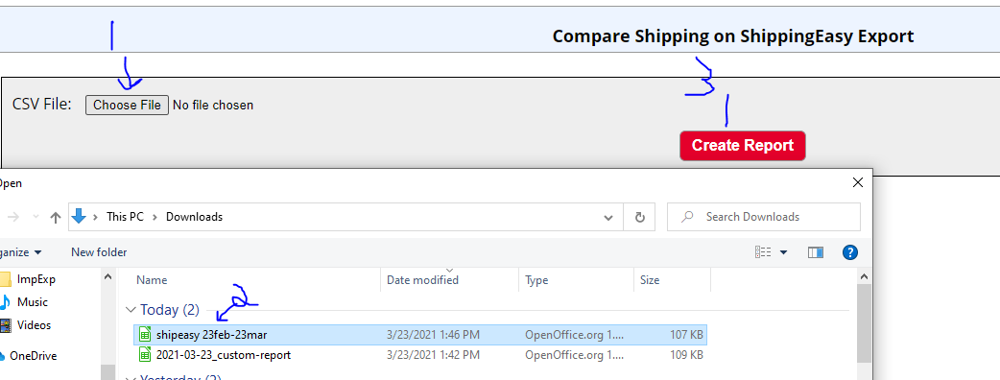 1
Compare Shipping on ShippingEasy Export
3
CSV File: Choose File No file chosen
Create Report
Open
This PC > Downloads
Search Downloads
ganize
New folder
ImpExp
Music
Videos
OneDrive
Name Date modified Type Size
2
Today (2)
shipeasy 23feb-23mar 3/23/2021 1:46 PM OpenOffice.org 1.... 107 KB
2021-03-23_custom-report 3/23/2021 1:42 PM OpenOffice.org 1.... 109 KB
Yesterday (2)